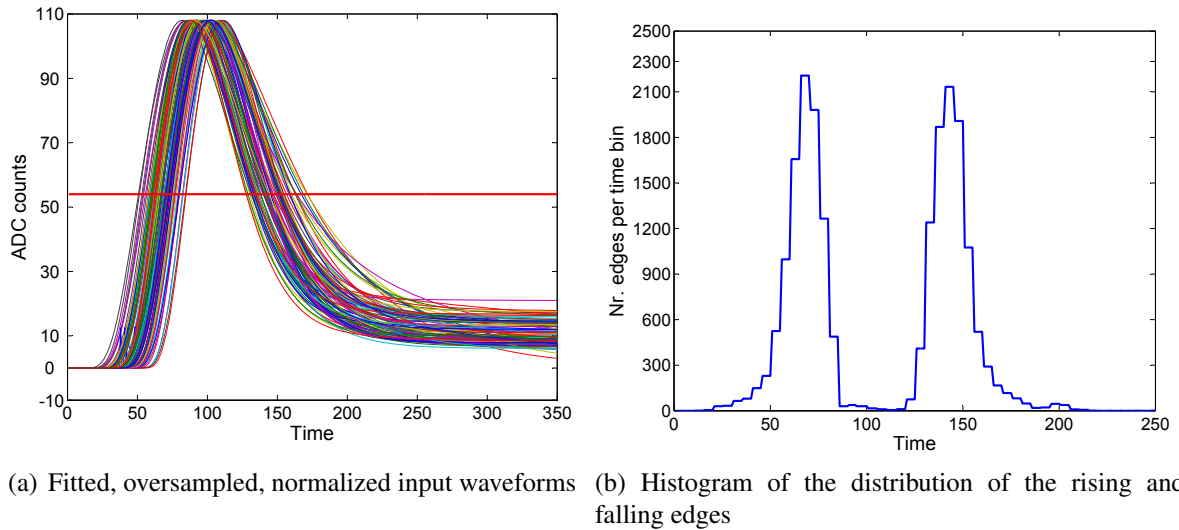 110
90
70
50
30
10
0
-10
ADC counts
0 50 100 150 200 250 300 350
Time
2500
2300
2100
1800
1500
1200
900
600
300
0
Nr. edges per time bin
0 50 100 150 200 250
Time
(a) Fitted, oversampled, normalized input waveforms
(b) Histogram of the distribution of the rising and
falling edges